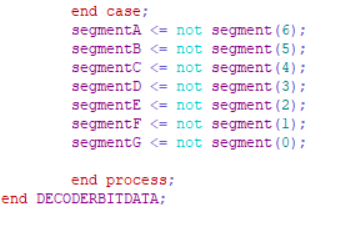 end case;
segmentA <= not segment(6);
segmentB <= not segment(5);
segmentC <= not segment(4);
segmentD <= not segment(3);
segmentE <= not segment(2);
segmentF <= not segment(1);
segmentG <= not segment(0);
end process;
end DECODERBITDATA;